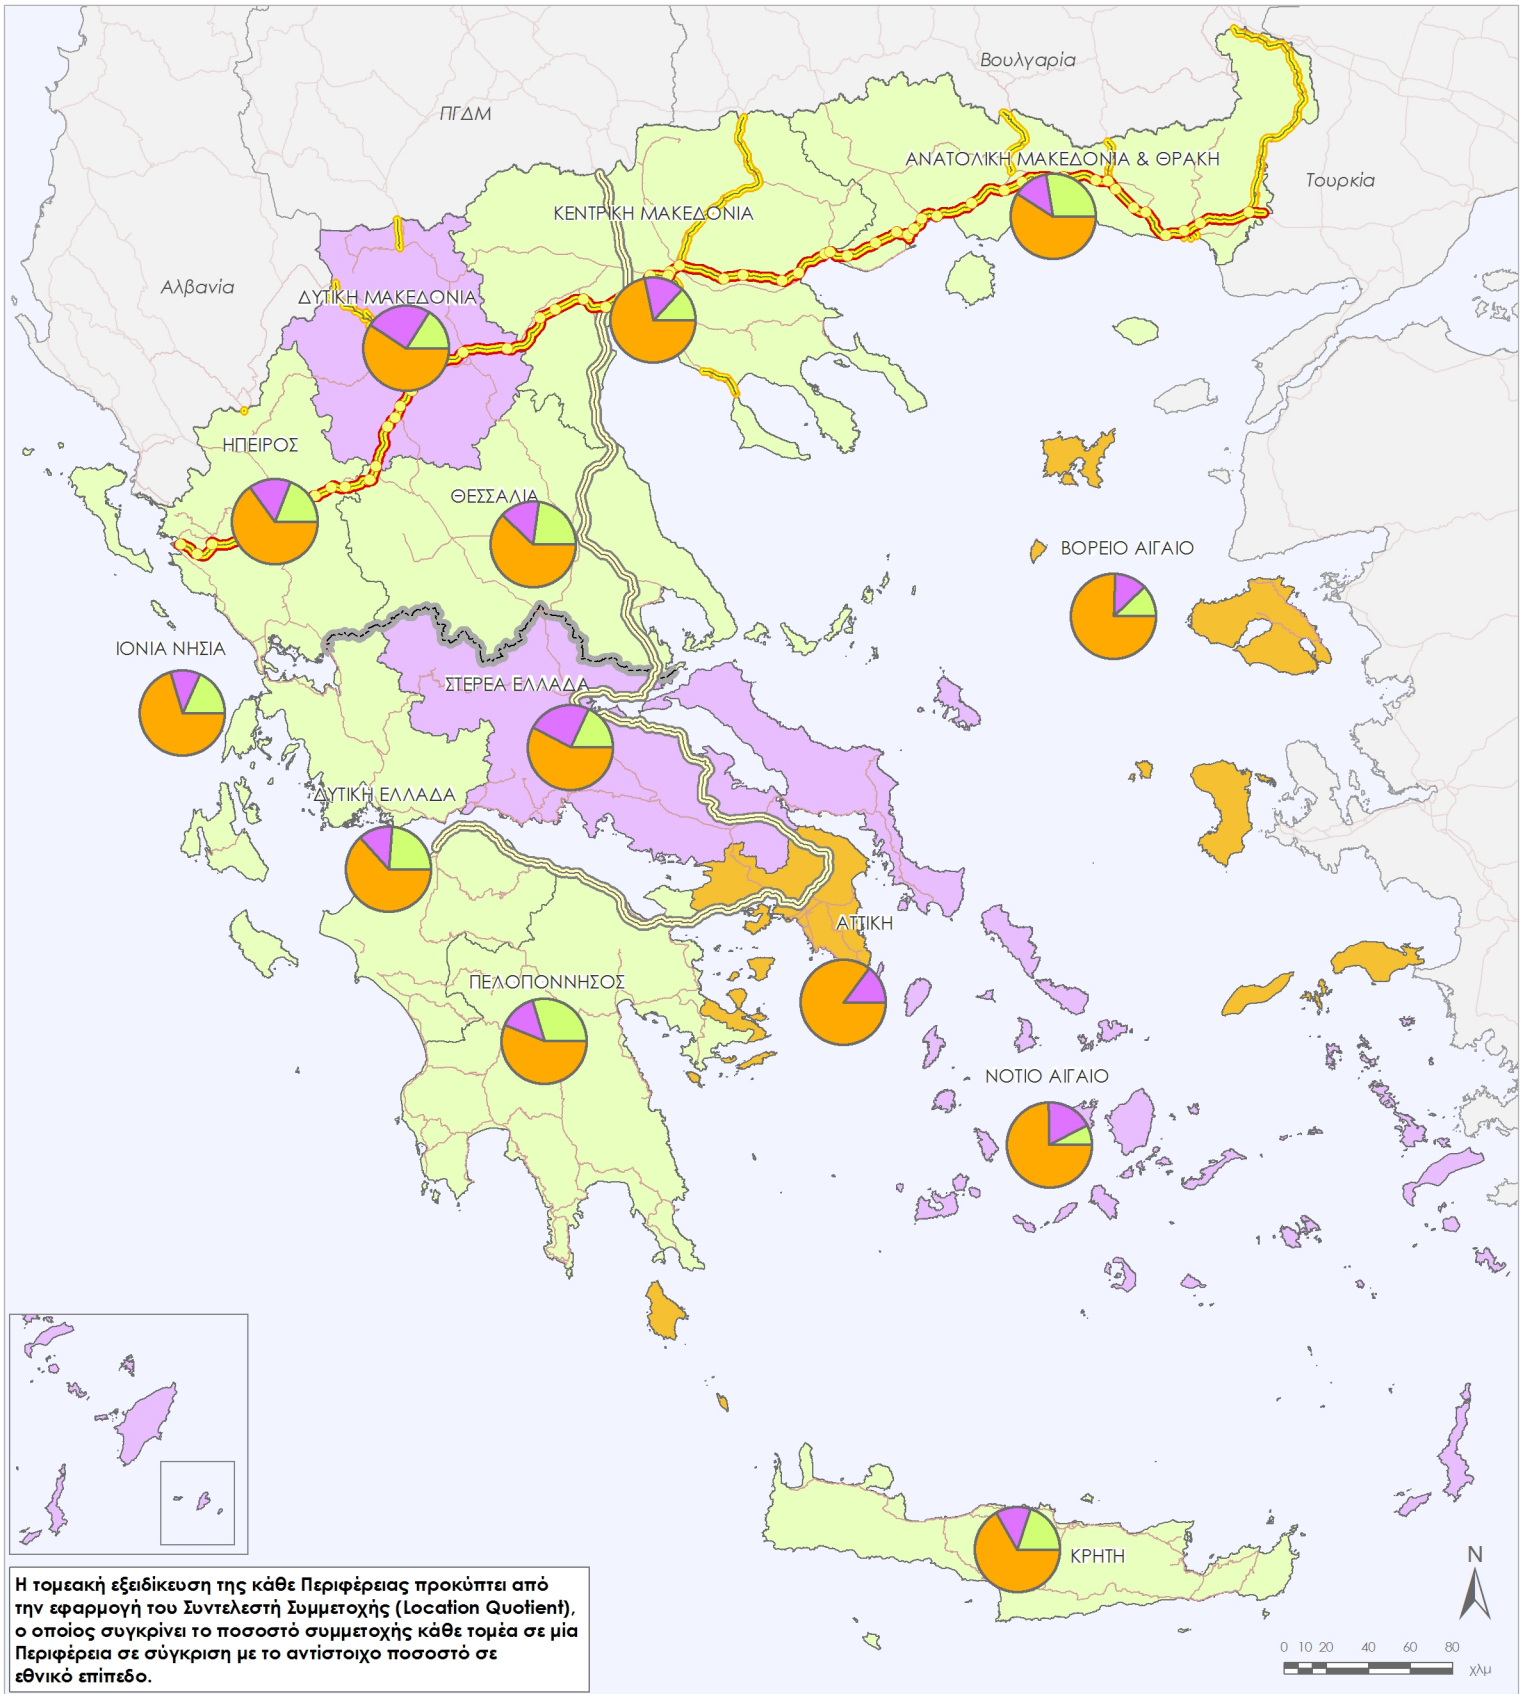 Βουλγαρία
ΠΓΔΜ
ΑΝΑΤΟΛΙΚΗ ΜΑΚΕΔΟΝΙΑ & ΘΡΑΚΗ
Τουρκία
ΚΕΝΤΡΙΚΗ ΜΑΚΕΔΟΝΙΑ
Αλβανία
ΔΥΤΙΚΗ ΜΑΚΕΔΟΝΙΑ
ΗΠΕΙΡΟΣ
ΘΕΣΣΑΛΙΑ
ΒΟΡΕΙΟ ΑΙΓΑΙΟ
ΙΟΝΙΑ ΝΗΣΙΑ
ΣΤΕΡΕΑ ΕΛΛΑΔΑ
ΔΥΤΙΚΗ ΕΛΛΑΔΑ
ΑΤΤΙΚΗ
ΠΕΛΟΠΟΝΝΗΣΟΣ
ΝΟΤΙΟ ΑΙΓΑΙΟ
ΚΡΗΤΗ
Η τομεακή εξειδίκευση της κάθε Περιφέρειας προκύπτει από
την εφαρμογή του Συντελεστή Συμμετοχής (Location Quotient),
ο οποίος συγκρίνει το ποσοστό συμμετοχής κάθε τομέα σε μία
Περιφέρεια σε σύγκριση με το αντίστοιχο ποσοστό σε
εθνικό επίπεδο.
N
0 10 20 40 60 80
χλμ